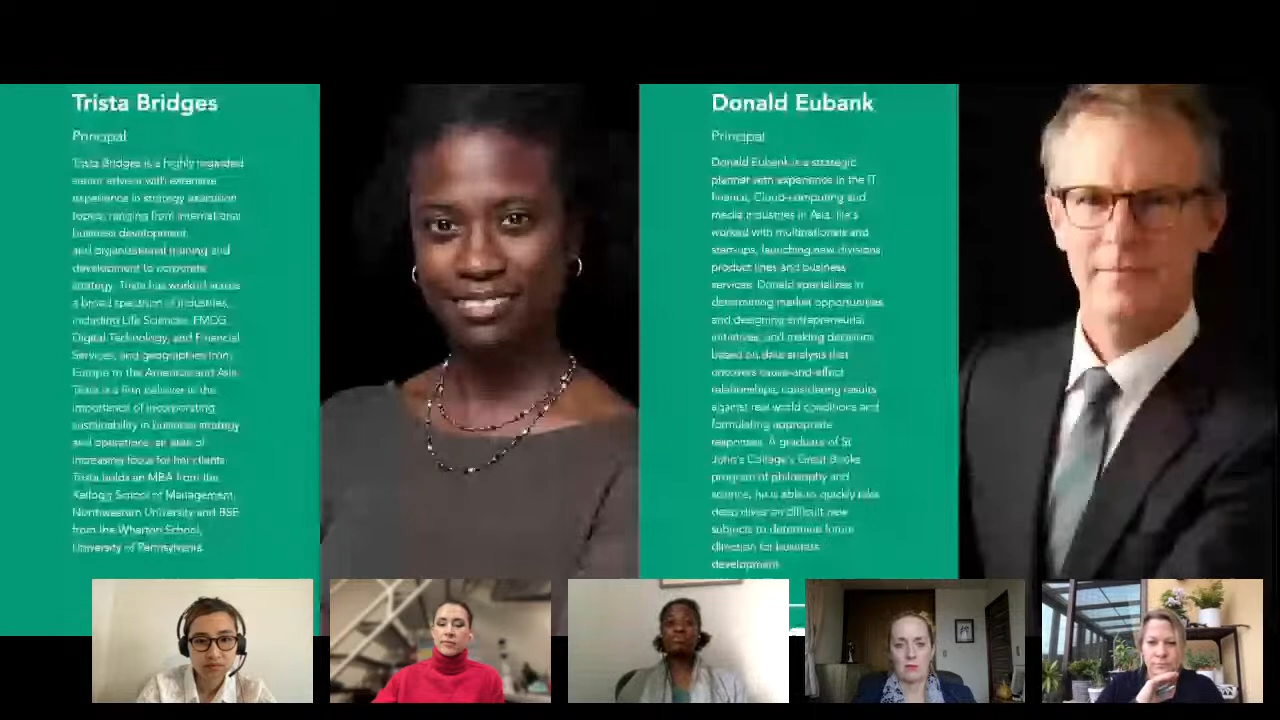 Trista Bridges
Principal
Trista Bridges is a highly regarded
senior advisor with extensive
experience in strategy execution
topics, ranging from international
business development
and organizational training and
development to corporate
strategy. Trista has worked across
a broad spectrum of industries,
including Life Sciences, FMCG,
Digital Technology, and Financial
Services, and geographies from
Europe to the Americas and Asia.
Trista is a firm believer in the
importance of incorporating
sustainability in business strategy
and operations, an area of
increasing focus for her clients.
Trista holds an MBA from the
Kellogg School of Management,
Northwestern University and BSE
from the Wharton School,
University of Pennsylvania.
Donald Eubank
Principal
Donald Eubank is a strategic
planner with experience in the IT
finance, Cloud-computing and
media industries in Asia. He's
worked with multinationals and
start-ups, launching new divisions,
product lines and business
services. Donald specializes in
determining market opportunities
and designing entrepreneurial
initiatives, and making decisions
based on data analysis that
uncovers cause-and-effect
relationships, considering results
against real world conditions and
formulating appropriate
responses. A graduate of St.
John's College's Great Books
program of philosophy and
science, he is able to quickly take
deep dives on difficult new
subjects to determine future
direction for business
development.